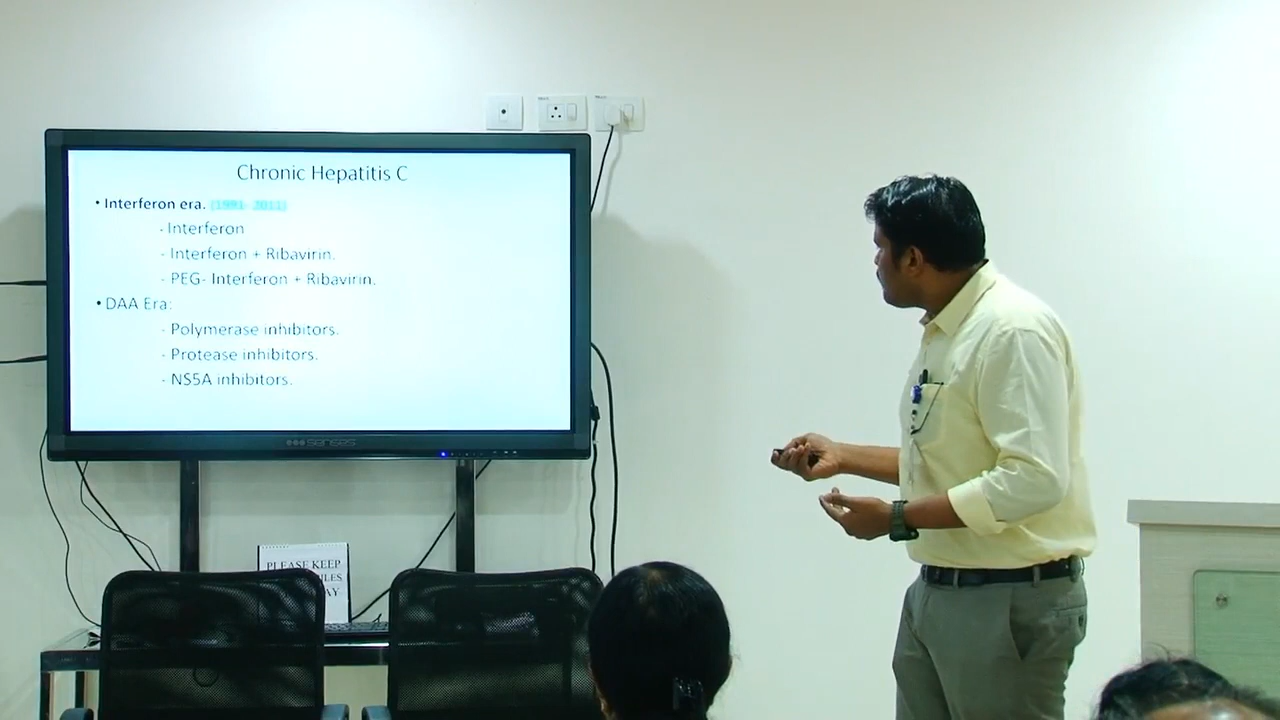 Chronic Hepatitis C
• Interferon era. (1991- 2011)
- Interferon
- Interferon + Ribavirin.
- PEG- Interferon + Ribavirin.
• DAA Era:
- Polymerase inhibitors.
- Protease inhibitors.
- NS5A inhibitors.
senses
PLEASE KEEP